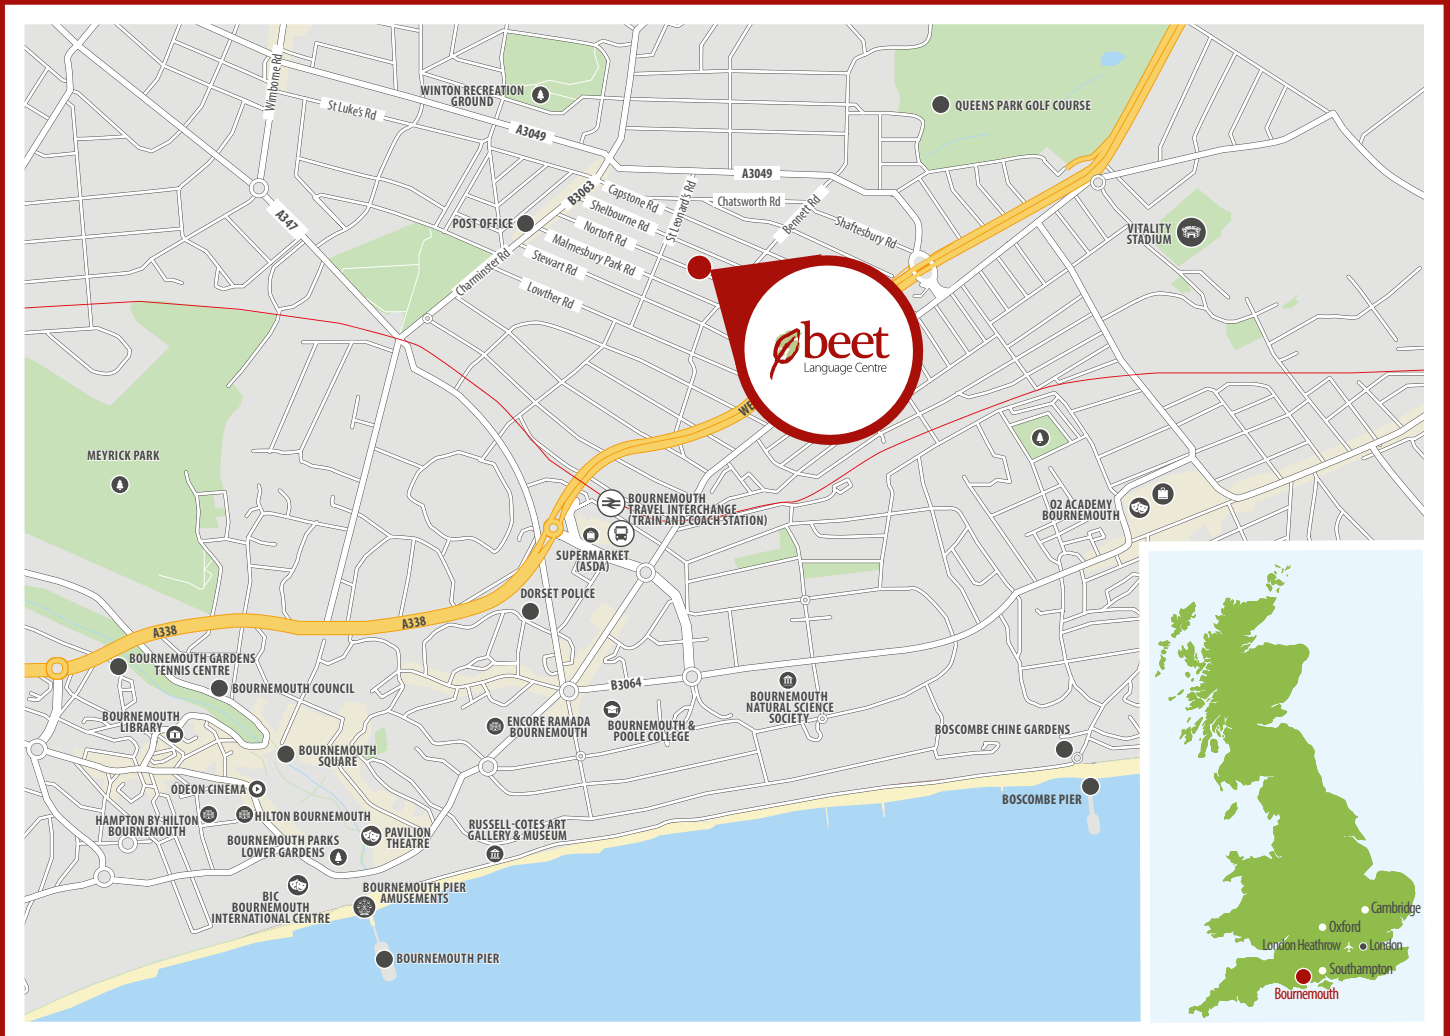 Wimborne Rd
St Luke's Rd
WINTON RECREATION
GROUND
A3049
QUEENS PARK GOLF COURSE
A3049
B3063
A347
POST OFFICE
Charminster Rd
Capstone Rd
Shelbourne Rd
Nortoft Rd
Malmesbury Park Rd
Stewart Rd
Lowther Rd
St Leonard's Rd
Chatsworth Rd
Bennett Rd
Shaftesbury Rd
VITALITY
STADIUM
beet
Language Centre
MEYRICK PARK
BOURNEMOUTH
TRAVEL INTERCHANGE
(TRAIN AND COACH STATION)
SUPERMARKET
(ASDA)
O2 ACADEMY
BOURNEMOUTH
DORSET POLICE
A338
A338
BOURNEMOUTH GARDENS
TENNIS CENTRE
BOURNEMOUTH COUNCIL
BOURNEMOUTH
LIBRARY
BOURNEMOUTH
SQUARE
B3064
ENCORE RAMADA
BOURNEMOUTH
BOURNEMOUTH &
POOLE COLLEGE
BOURNEMOUTH
NATURAL SCIENCE
SOCIETY
BOSCOMBE CHINE GARDENS
BOSCOMBE PIER
ODEON CINEMA
HAMPTON BY HILTON
BOURNEMOUTH
HILTON BOURNEMOUTH
BOURNEMOUTH PARKS
LOWER GARDENS
PAVILION
THEATRE
RUSSELL-COTES ART
GALLERY & MUSEUM
BIC
BOURNEMOUTH
INTERNATIONAL CENTRE
BOURNEMOUTH PIER
AMUSEMENTS
BOURNEMOUTH PIER
Cambridge
Oxford
London Heathrow
London
Southampton
Bournemouth